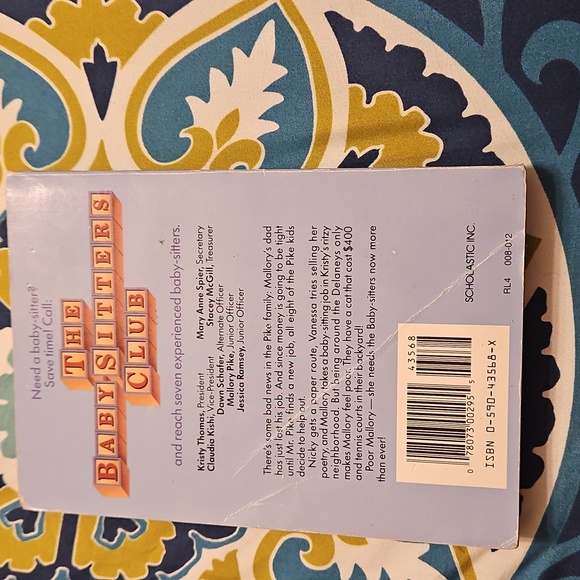 Need a baby-sitter?
Save time! Call:
THE
BABY SITTERS
CLUB
and reach seven experienced baby-sitters.
Kristy Thomas, President
Mary Anne Spier, Secretary
Claudia Kishi, Vice-President
Stacey McGill, Treasurer
Dawn Schafer, Alternate Officer
Mallory Pike, Junior Officer
Jessica Ramsey, Junior Officer
There's some bad news in the Pike family: Mallory's dad
has just lost his job. And since money is going to be tight
until Mr. Pike finds a new job, all eight of the Pike kids
decide to help out.
Nicky gets a paper route, Vanessa tries selling her
poetry, and Mallory takes a baby-sitting job in Kristy's ritzy
neighborhood. But being around the Delaneys only
makes Mallory feel poor. They have a cat that cost $400
and tennis courts in their backyard!
Poor Mallory — she needs the Baby-sitters now more
than ever!
43568
0 78073 00295 5
ISBN 0-590-43568-X
SCHOLASTIC INC.
RL4 008-012